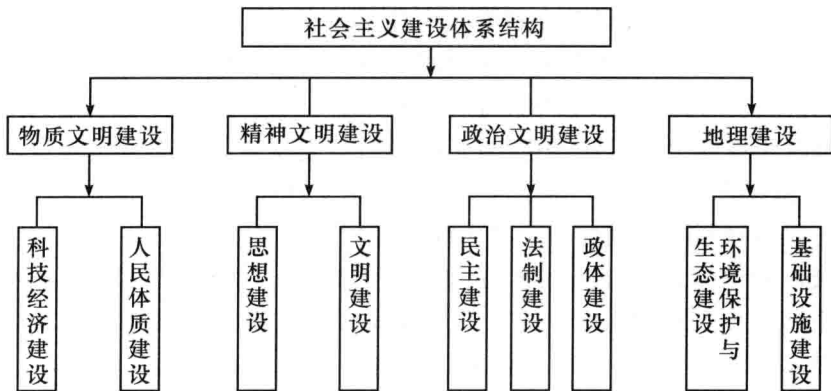 社会主义建设体系结构
物质文明建设
精神文明建设
政治文明建设
地理建设
科技经济建设
人民体质建设
思想建设
文明建设
民主建设
法制建设
政体建设
环境保护与
生态建设
基础设施建设